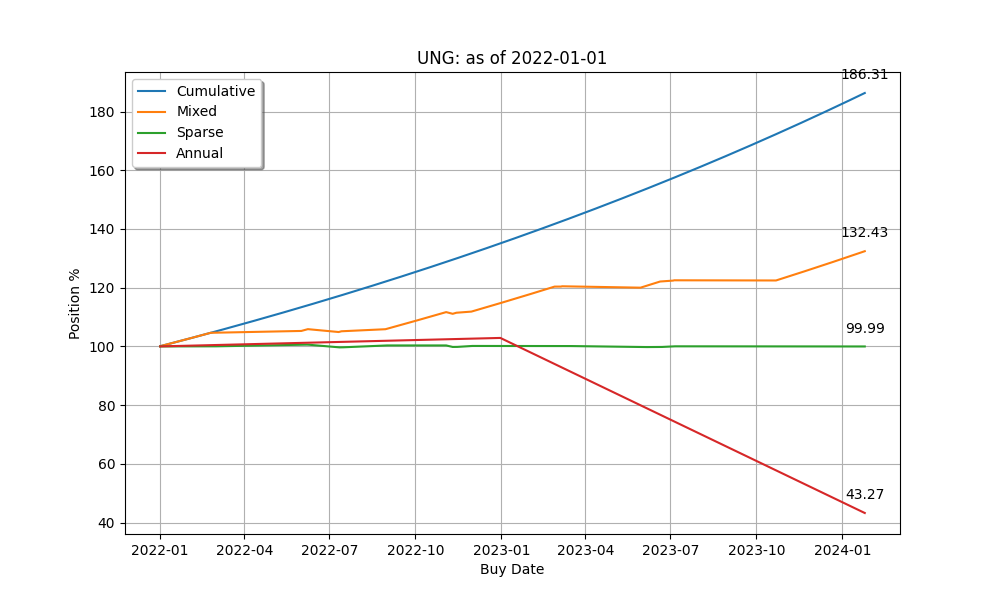 UNG: as of 2022-01-01
186.31
Cumulative
Mixed
Sparse
Annual
180
160
140
120
100
80
60
40
132.43
99.99
43.27
Position %
2022-01 2022-04 2022-07 2022-10 2023-01 2023-04 2023-07 2023-10 2024-01
Buy Date